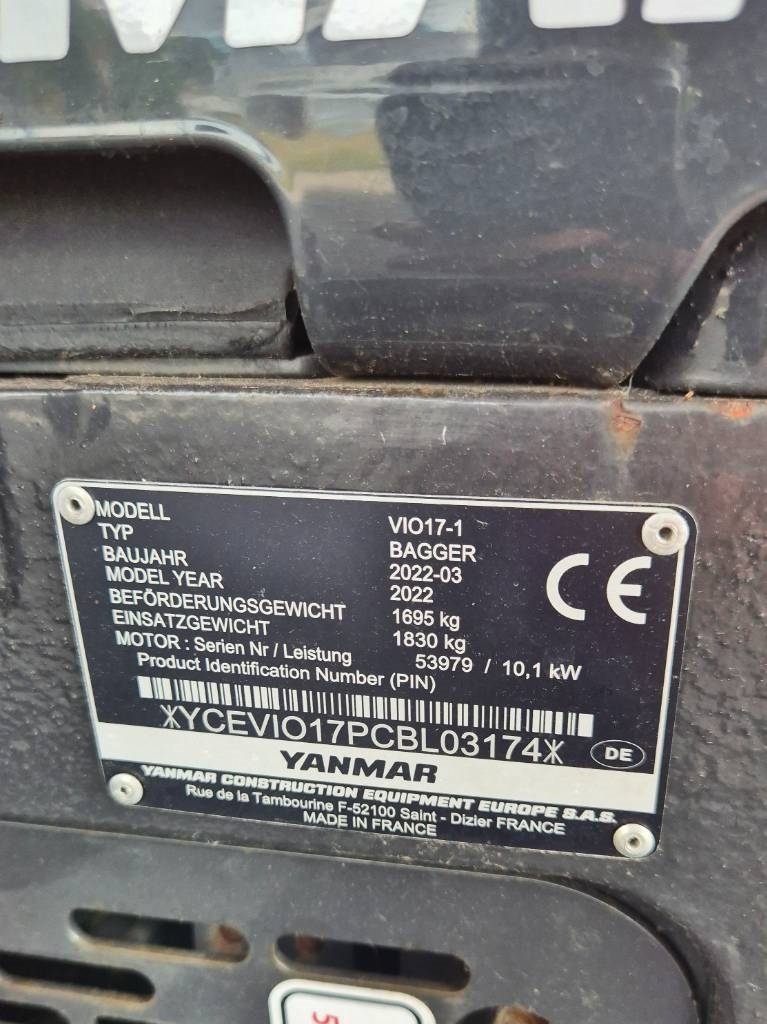 MODELL VIO17-1
TYP BAGGER
BAUJAHR 2022-03
MODEL YEAR 2022
BEFÖRDERUNGSGEWICHT 1695 kg
EINSATZGEWICHT 1830 kg
MOTOR : Serien Nr / Leistung 53979 / 10,1 kW
Product Identification Number (PIN)
CE
*YCEVIO17PCBL03174*
DE
YANMAR
YANMAR CONSTRUCTION EQUIPMENT EUROPE S.A.S.
Rue de la Tambourine F-52100 Saint - Dizier FRANCE
MADE IN FRANCE
5